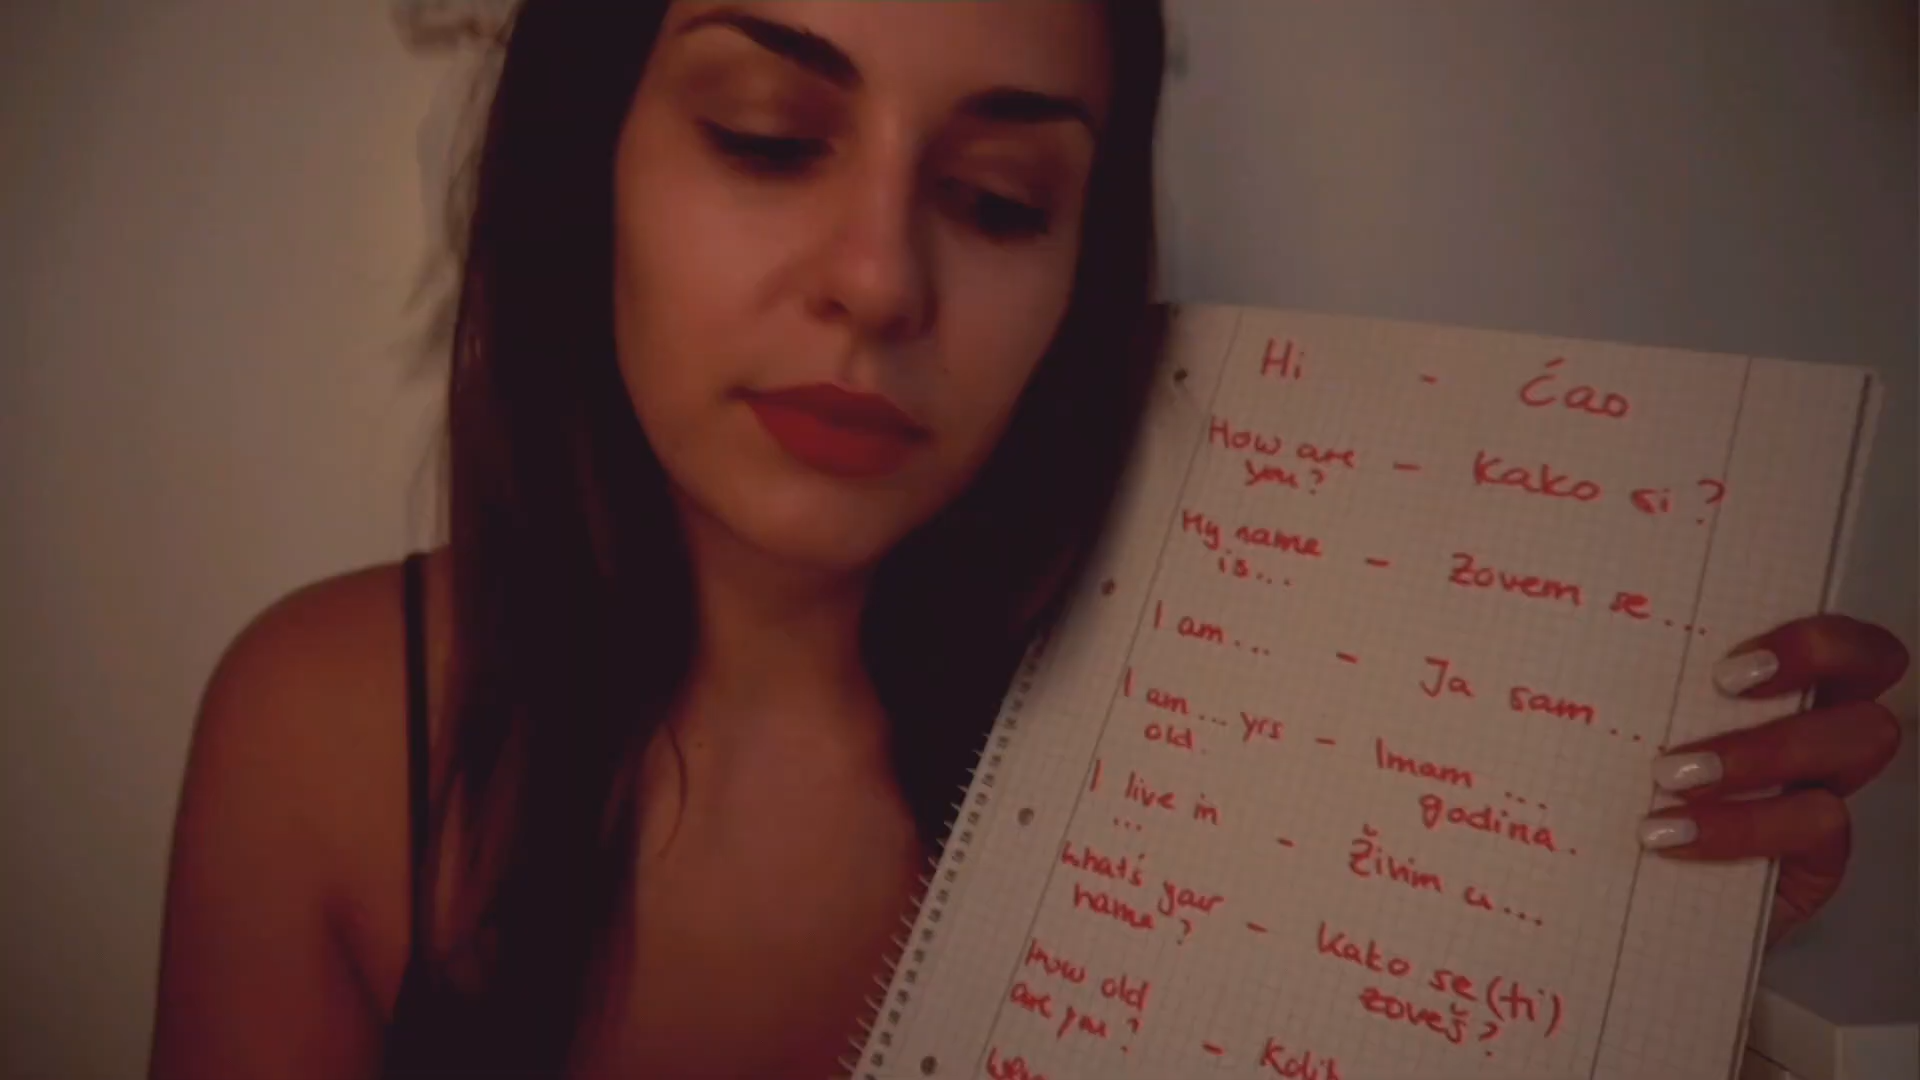 Hi - Ćao
How are - Kako si?
you?
My name - Zovem se...
is...
I am... - Ja sam...
I am... yrs - Imam ...
old. godina.
I live in - Živim u...
...
What's your - Kako se (ti)
name? zoveš?
How old
are you? - Kolik